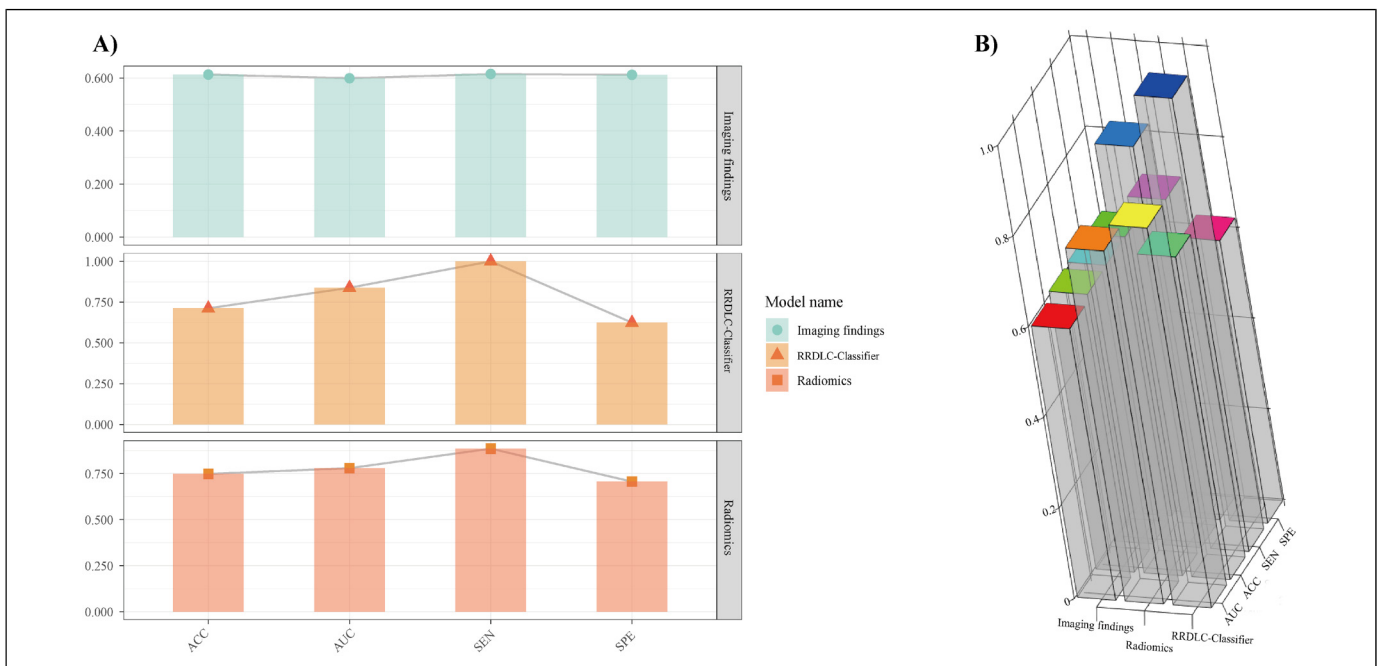 A)
0.600
0.400
0.200
0.000
Imaging findings
1.000
0.750
0.500
0.250
0.000
RRDLC-Classifier
0.750
0.500
0.250
0.000
Radiomics
ACC
AUC
SEN
SPE
Model name
Imaging findings
RRDLC-Classifier
Radiomics
B)
1.0
0.8
0.6
0.4
0.2
0
Imaging findings
Radiomics
RRDLC-Classifier
AUC
ACC
SEN
SPE